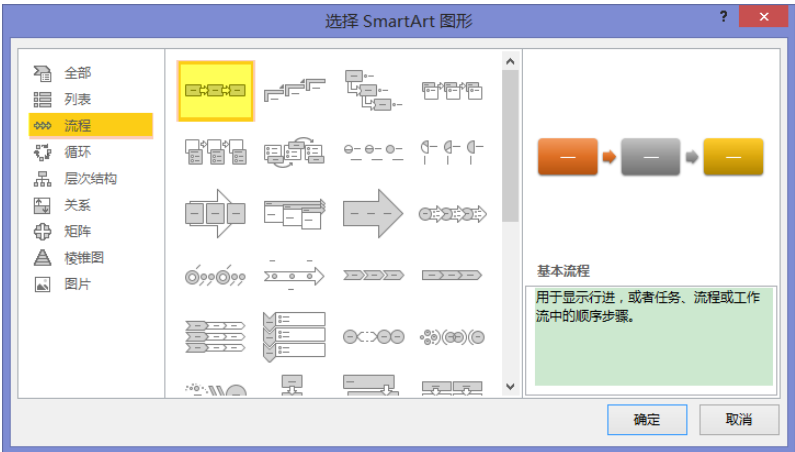 选择 SmartArt 图形
?
全部
列表
流程
循环
层次结构
关系
矩阵
棱锥图
图片
基本流程
用于显示行进，或者任务、流程或工作
流中的顺序步骤。
确定
取消